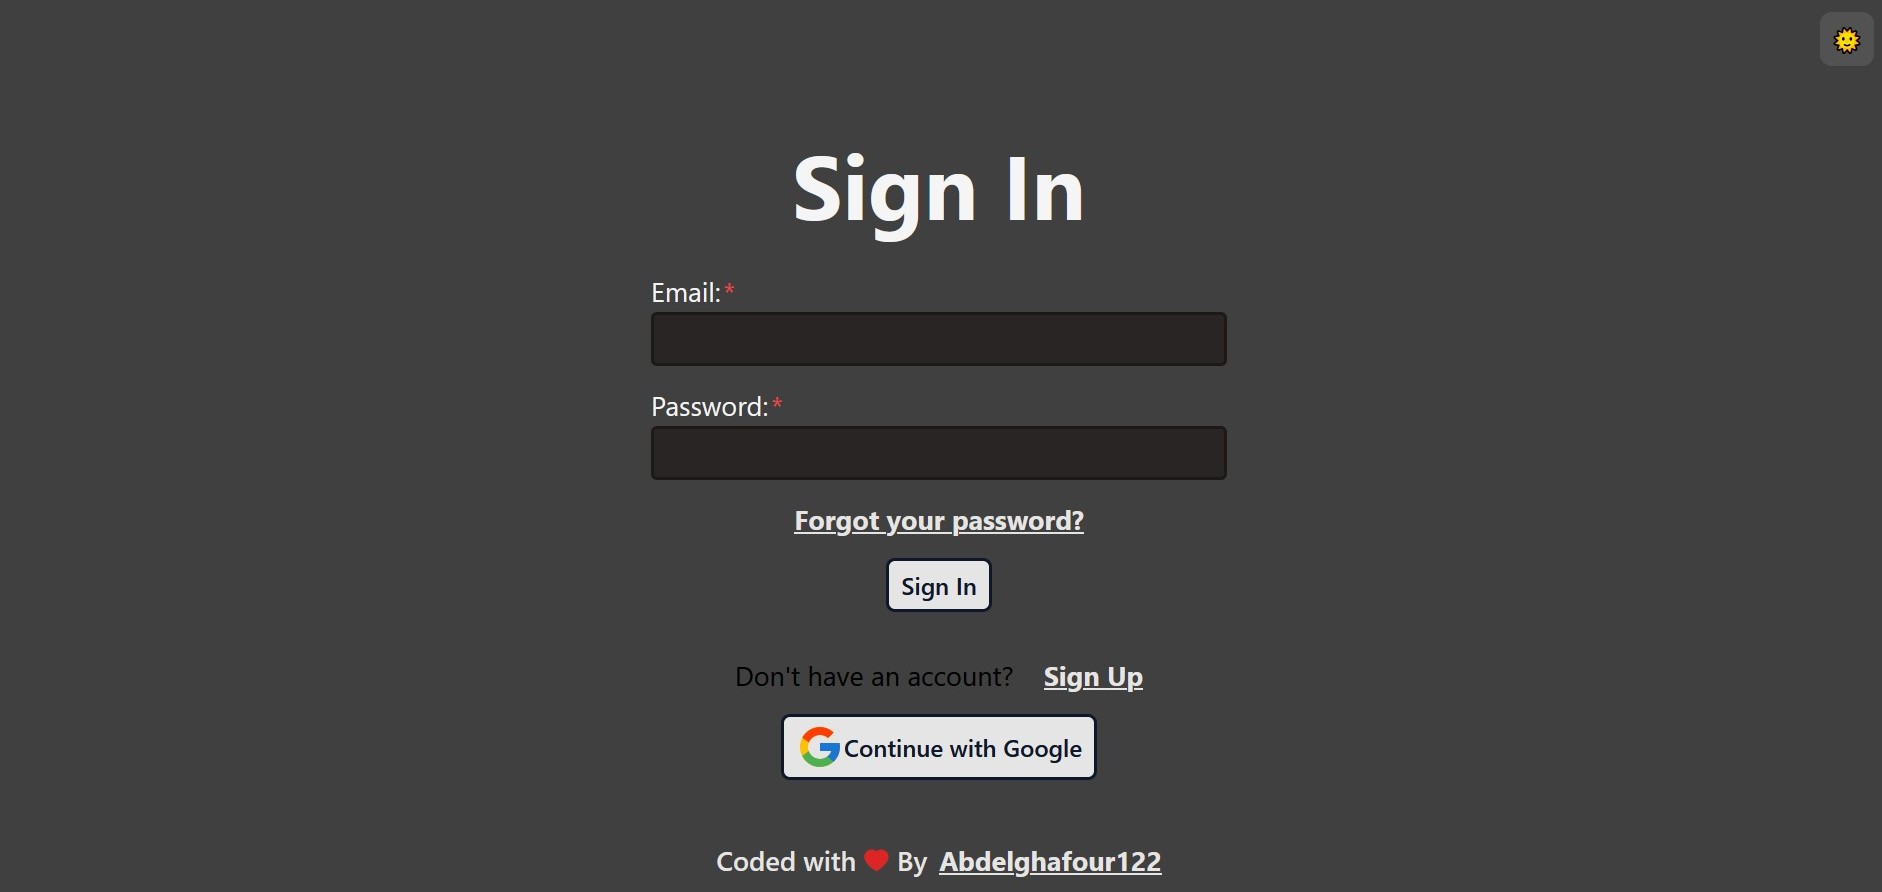 Sign In
Email:*
Password:*
Forgot your password?
Sign In
Don't have an account? Sign Up
Continue with Google
Coded with ❤ By Abdelghafour122